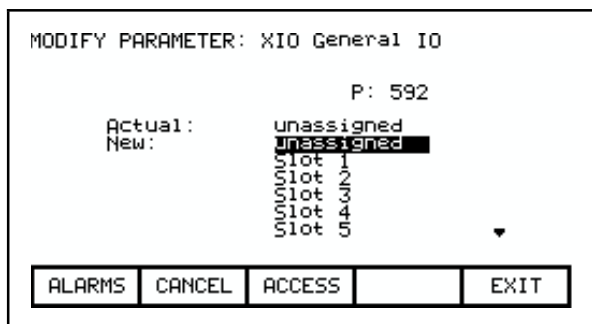 MODIFY PARAMETER: XIO General IO
P: 592
Actual: unassigned
New: unassigned
Slot 1
Slot 2
Slot 3
Slot 4
Slot 5
ALARMS CANCEL ACCESS EXIT